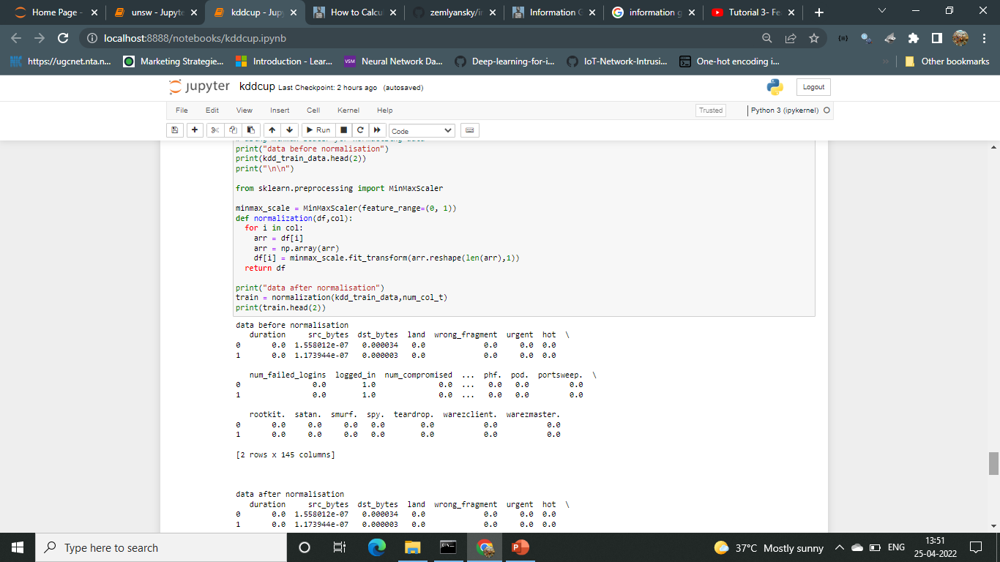 Home Page -
unsw - Jupyte
kddcup - Jup
How to Calcu
zemlyansky/i
Information G
information g
Tutorial 3- Fe
localhost:8888/notebooks/kddcup.ipynb
https://ugcnet.nta.n...
Marketing Strategie...
Introduction - Lear...
VSM
Neural Network Da...
Deep-learning-for-i...
IoT-Network-Intrusi...
One-hot encoding i...
»
Other bookmarks
jupyter kddcup Last Checkpoint: 2 hours ago (autosaved)
Logout
File Edit View Insert Cell Kernel Help
Trusted
Python 3 (ipykernel)
Run
Code
print("data before normalisation")
print(kdd_train_data.head(2))
print("\n\n")
from sklearn.preprocessing import MinMaxScaler
minmax_scale = MinMaxScaler(feature_range=(0, 1))
def normalization(df,col):
for i in col:
arr = df[i]
arr = np.array(arr)
df[i] = minmax_scale.fit_transform(arr.reshape(len(arr),1))
return df
print("data after normalisation")
train = normalization(kdd_train_data,num_col_t)
print(train.head(2))
data before normalisation
duration src_bytes dst_bytes land wrong_fragment urgent hot \
0 0.0 1.558012e-07 0.000034 0.0 0.0 0.0 0.0
1 0.0 1.173944e-07 0.000003 0.0 0.0 0.0 0.0
num_failed_logins logged_in num_compromised ... phf. pod. portsweep. \
0 0.0 1.0 0.0 ... 0.0 0.0 0.0
1 0.0 1.0 0.0 ... 0.0 0.0 0.0
rootkit. satan. smurf. spy. teardrop. warezclient. warezmaster.
0 0.0 0.0 0.0 0.0 0.0 0.0 0.0
1 0.0 0.0 0.0 0.0 0.0 0.0 0.0
[2 rows x 145 columns]
data after normalisation
duration src_bytes dst_bytes land wrong_fragment urgent hot \
0 0.0 1.558012e-07 0.000034 0.0 0.0 0.0 0.0
1 0.0 1.173944e-07 0.000003 0.0 0.0 0.0 0.0
Type here to search
37°C Mostly sunny
ENG
13:51
25-04-2022